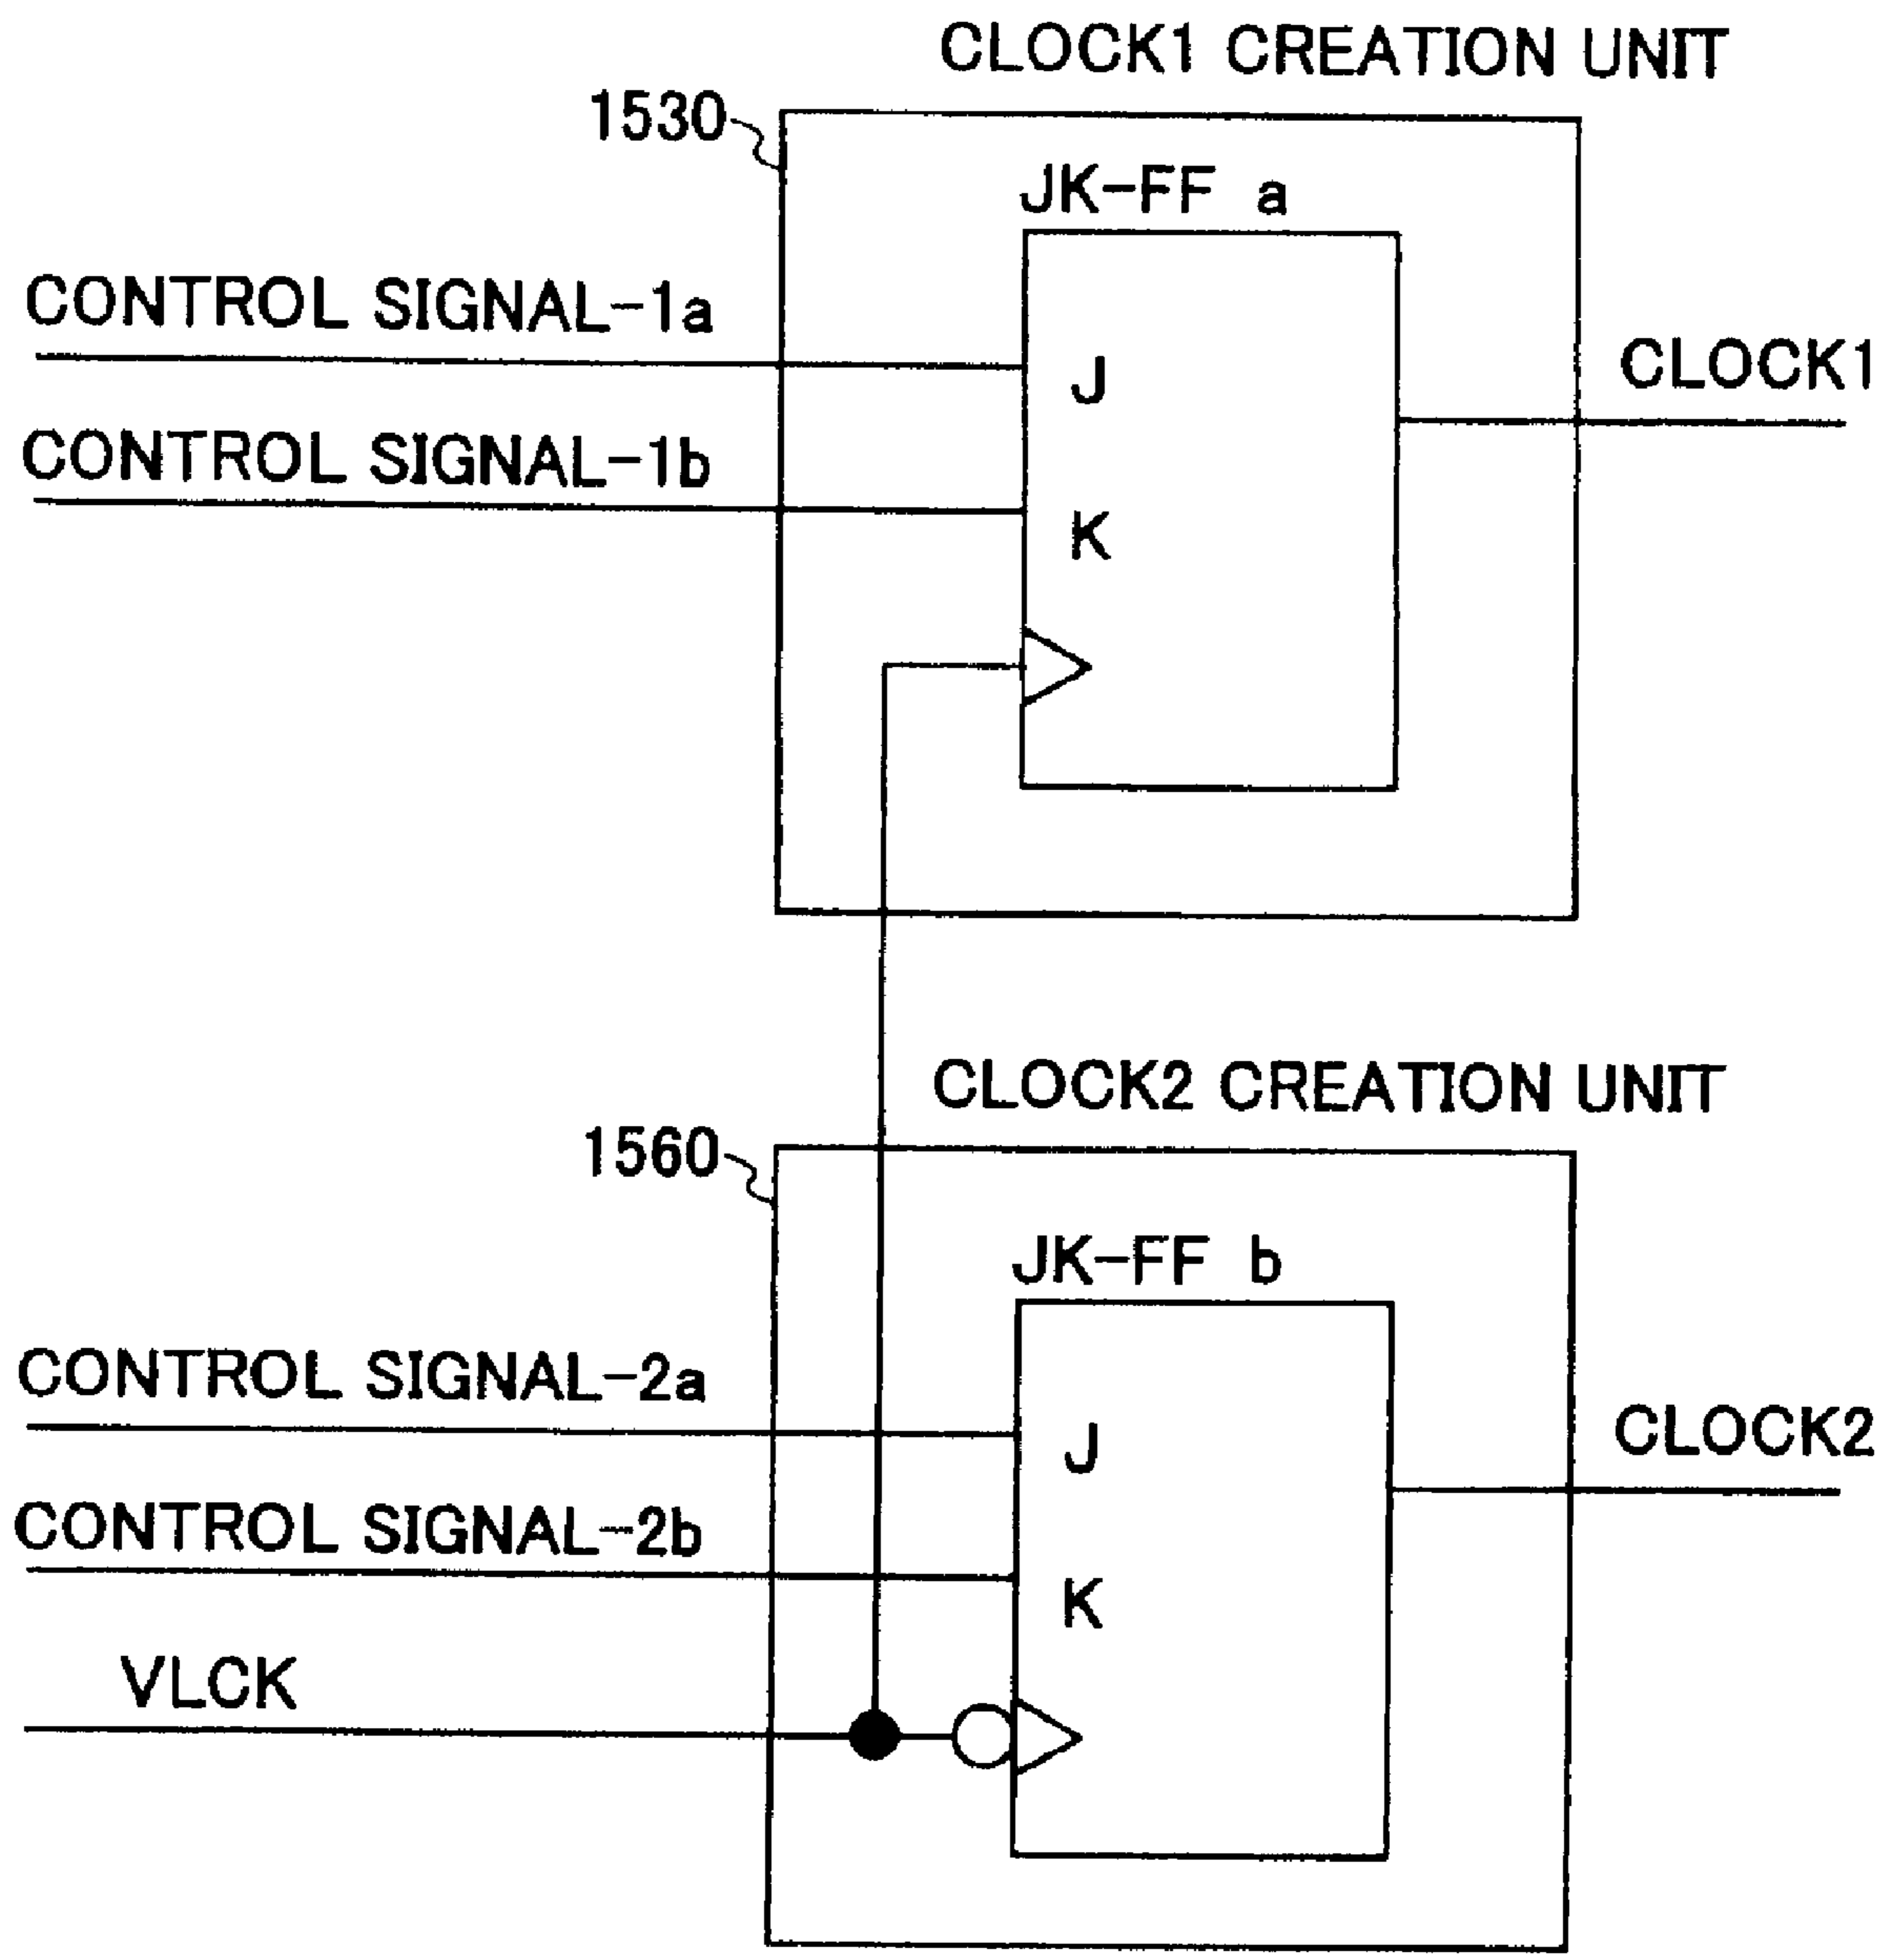 CLOCK1 CREATION UNIT
1530
JK-FF a
CONTROL SIGNAL-1a
J
CLOCK1
CONTROL SIGNAL-1b
K
CLOCK2 CREATION UNIT
1560
JK-FF b
CONTROL SIGNAL-2a
J
CLOCK2
CONTROL SIGNAL-2b
K
VLCK